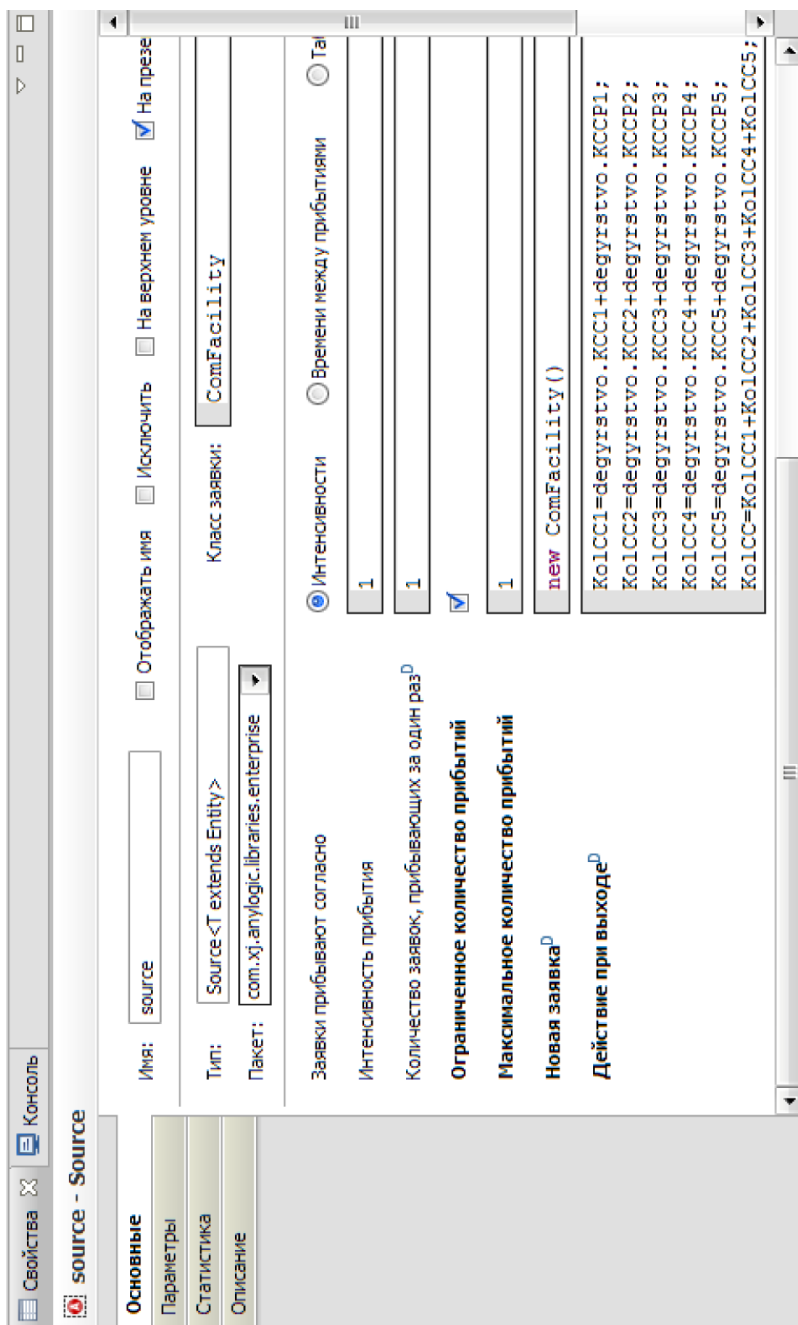 Свойства Консоль
source - Source
Основные
Параметры
Статистика
Описание
Имя: source Отображать имя Исключить На верхнем уровне На презе
Тип: Source<T extends Entity> Класс заявки: ComFacility
Пакет: com.xj.anylogic.libraries.enterprise
Заявки прибывают согласно Интенсивности Времени между прибытиями Таб
Интенсивность прибытия 1
Количество заявок, прибывающих за один раз 1
Ограниченное количество прибытий
Максимальное количество прибытий 1
Новая заявка new ComFacility()
Действие при выходе KolCC1=degyrstvo.KCC1+degyrstvo.KCCP1;
KolCC2=degyrstvo.KCC2+degyrstvo.KCCP2;
KolCC3=degyrstvo.KCC3+degyrstvo.KCCP3;
KolCC4=degyrstvo.KCC4+degyrstvo.KCCP4;
KolCC5=degyrstvo.KCC5+degyrstvo.KCCP5;
KolCC=KolCC1+KolCC2+KolCC3+KolCC4+KolCC5;